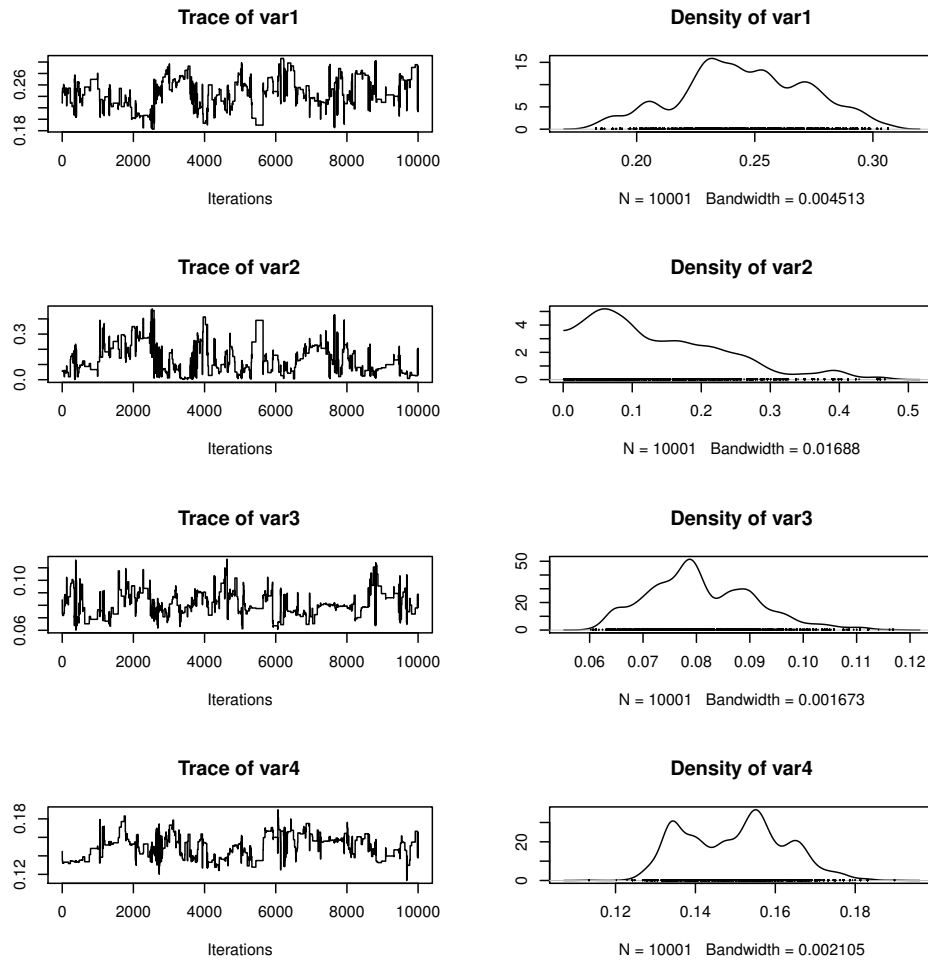 Trace of var1
0.18 0.26
0 2000 4000 6000 8000 10000
Iterations
Density of var1
0 5 15
0.20 0.25 0.30
N = 10001 Bandwidth = 0.004513
Trace of var2
0.0 0.3
0 2000 4000 6000 8000 10000
Iterations
Density of var2
0 2 4
0.0 0.1 0.2 0.3 0.4 0.5
N = 10001 Bandwidth = 0.01688
Trace of var3
0.06 0.10
0 2000 4000 6000 8000 10000
Iterations
Density of var3
0 20 50
0.06 0.07 0.08 0.09 0.10 0.11 0.12
N = 10001 Bandwidth = 0.001673
Trace of var4
0.12 0.18
0 2000 4000 6000 8000 10000
Iterations
Density of var4
0 20
0.12 0.14 0.16 0.18
N = 10001 Bandwidth = 0.002105